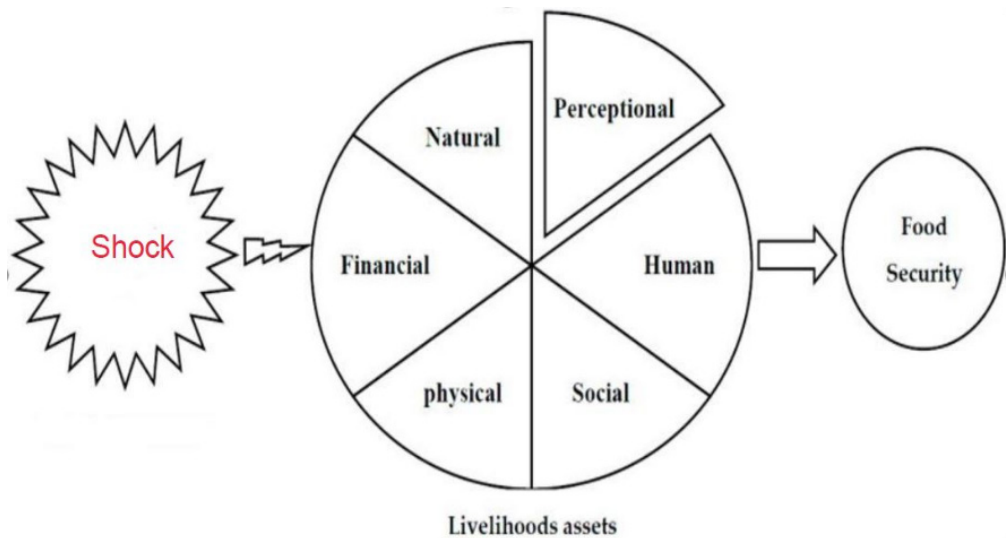 Shock
Natural
Perceptional
Financial
Human
physical
Social
Livelihoods assets
Food
Security